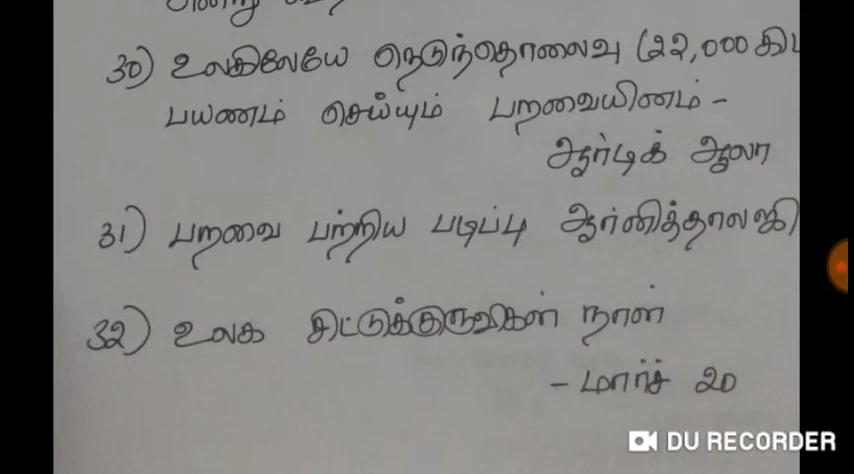 30) உலகிலேயே நெடுந்தொலைவு (22,000 கி
பயணம் செய்யும் பறவையினம் -
ஆர்டிக் ஆலா
31) பறவை பற்றிய படிப்பு ஆர்னித்தாலஜி
32) உலக சிட்டுக்குருவிகள் நாள்
- மார்ச் 20
DU RECORDER